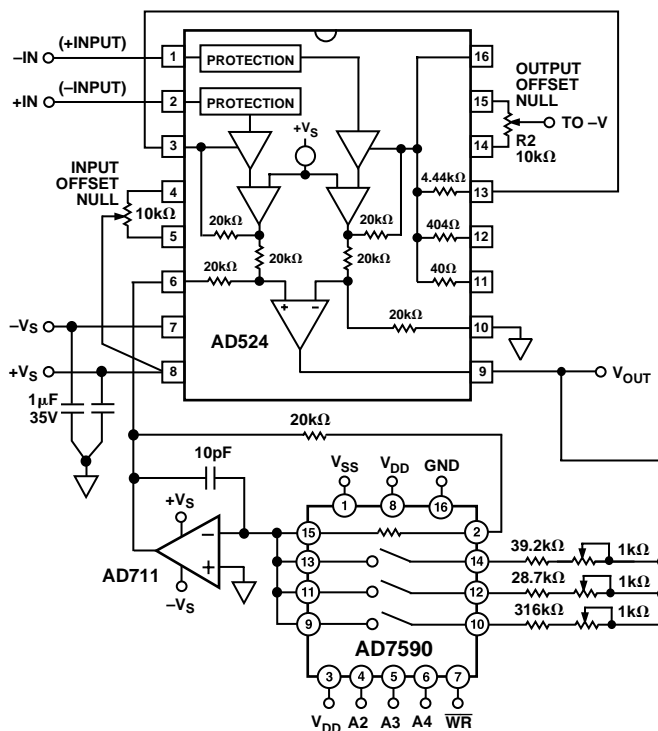 –IN (+INPUT)
+IN (–INPUT)
1 PROTECTION
2 PROTECTION
3
+VS
INPUT
OFFSET
NULL
4
10kΩ
5
6
–VS 7
+VS 8
1μF
35V
20kΩ
20kΩ
20kΩ
20kΩ
20kΩ
20kΩ
+ –
AD524
16
OUTPUT
OFFSET
NULL
15
TO –V
14
R2
10kΩ
4.44kΩ 13
404Ω 12
40Ω 11
10
9 VOUT
20kΩ
10pF
+VS
–
+
AD711
–VS
VSS VDD GND
1 8 16
15 2
13 14 39.2kΩ 1kΩ
11 12 28.7kΩ 1kΩ
9 10 316kΩ 1kΩ
AD7590
3 4 5 6 7
VDD A2 A3 A4 WR